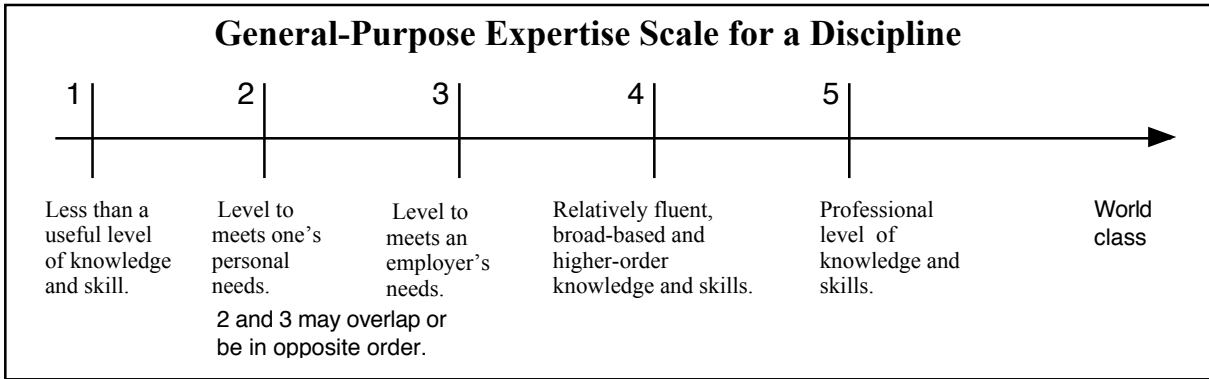 General-Purpose Expertise Scale for a Discipline
1
2
3
4
5
Less than a
useful level
of knowledge
and skill.
Level to
meets one's
personal
needs.
Level to
meets an
employer's
needs.
2 and 3 may overlap or
be in opposite order.
Relatively fluent,
broad-based and
higher-order
knowledge and skills.
Professional
level of
knowledge and
skills.
World
class